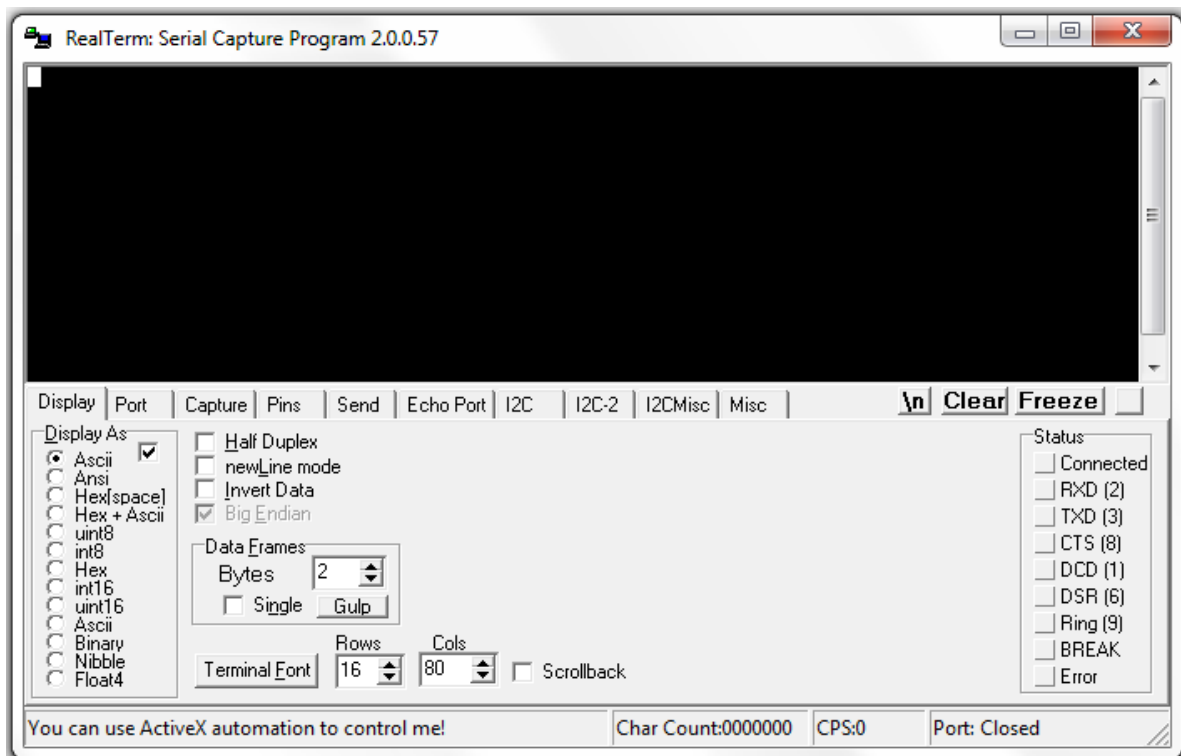 RealTerm: Serial Capture Program 2.0.0.57
Display Port Capture Pins Send Echo Port I2C I2C-2 I2CMisc Misc \n Clear Freeze
Display As
Ascii
Ansi
Hex[space]
Hex + Ascii
uint8
int8
Hex
int16
uint16
Ascii
Binary
Nibble
Float4
Half Duplex
newLine mode
Invert Data
Big Endian
Data Frames
Bytes 2
Single Gulp
Rows Cols
Terminal Font 16 80 Scrollback
Status
Connected
RXD (2)
TXD (3)
CTS (8)
DCD (1)
DSR (6)
Ring (9)
BREAK
Error
You can use ActiveX automation to control me! Char Count:0000000 CPS:0 Port: Closed